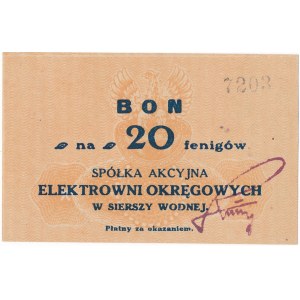 7203
BON
na 20 fenigów
SPÓŁKA AKCYJNA
ELEKTROWNI OKRĘGOWYCH
W SIERSZY WODNEJ.
Płatny za okazaniem.